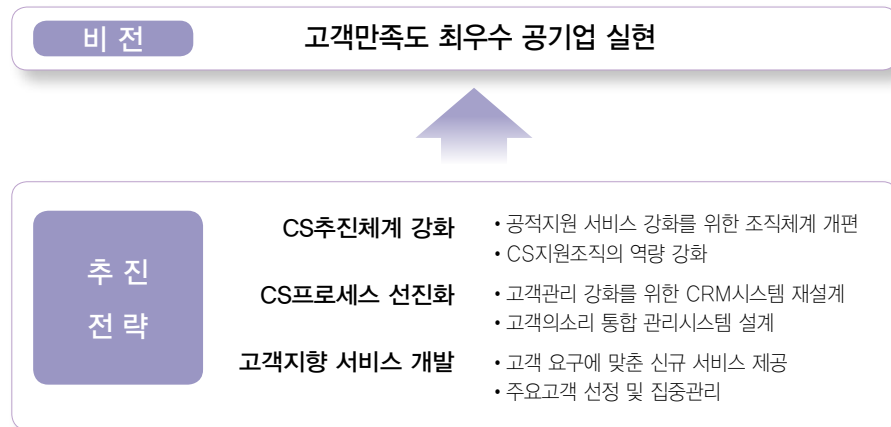 비 전
고객만족도 최우수 공기업 실현
추 진
전 략
CS추진체계 강화
• 공적지원 서비스 강화를 위한 조직체계 개편
• CS지원조직의 역량 강화
CS프로세스 선진화
• 고객관리 강화를 위한 CRM시스템 재설계
• 고객의소리 통합 관리시스템 설계
고객지향 서비스 개발
• 고객 요구에 맞춘 신규 서비스 제공
• 주요고객 선정 및 집중관리